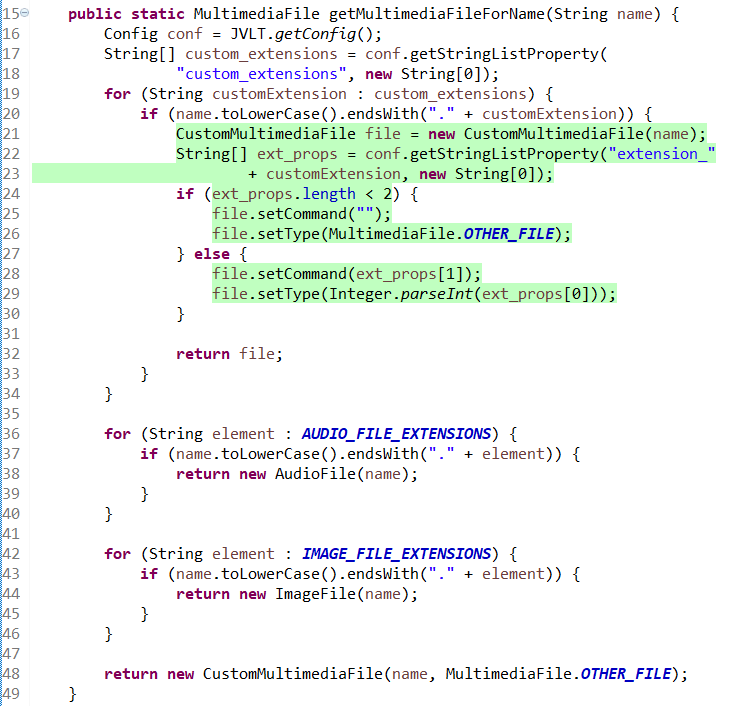 15 public static MultimediaFile getMultimediaFileForName(String name) {
16 Config conf = JVLT.getConfig();
17 String[] custom_extensions = conf.getStringListProperty(
18 "custom_extensions", new String[0]);
19 for (String customExtension : custom_extensions) {
20 if (name.toLowerCase().endsWith("." + customExtension)) {
21 CustomMultimediaFile file = new CustomMultimediaFile(name);
22 String[] ext_props = conf.getStringListProperty("extension_"
23 + customExtension, new String[0]);
24 if (ext_props.length < 2) {
25 file.setCommand("");
26 file.setType(MultimediaFile.OTHER_FILE);
27 } else {
28 file.setCommand(ext_props[1]);
29 file.setType(Integer.parseInt(ext_props[0]));
30 }
31
32 return file;
33 }
34 }
35
36 for (String element : AUDIO_FILE_EXTENSIONS) {
37 if (name.toLowerCase().endsWith("." + element)) {
38 return new AudioFile(name);
39 }
40 }
41
42 for (String element : IMAGE_FILE_EXTENSIONS) {
43 if (name.toLowerCase().endsWith("." + element)) {
44 return new ImageFile(name);
45 }
46 }
47
48 return new CustomMultimediaFile(name, MultimediaFile.OTHER_FILE);
49 }